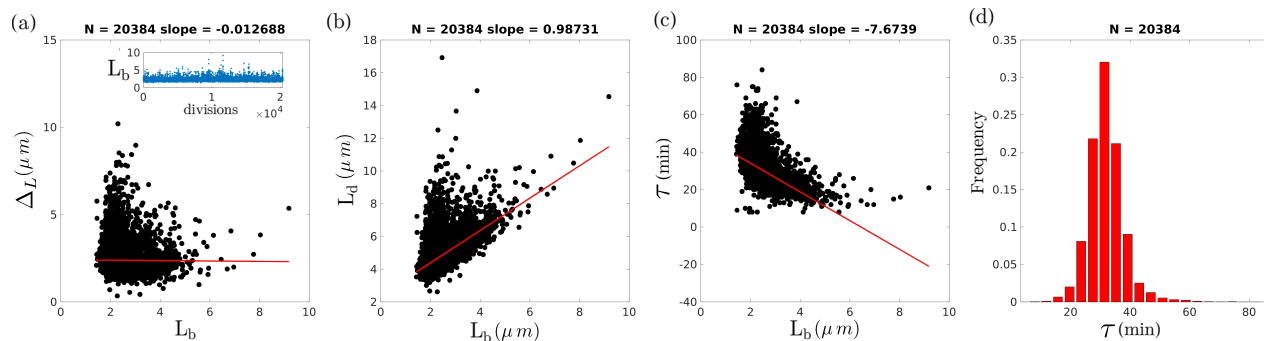 (a)
N = 20384 slope = -0.012688
15
10
5
0
Δ_L (μ m)
0 2 4 6 8 10
L_b
10
5
0
L_b
0 1 2
×10^4
divisions
(b)
N = 20384 slope = 0.98731
18
16
14
12
10
8
6
4
2
L_d (μ m)
0 2 4 6 8 10
L_b (μ m)
(c)
N = 20384 slope = -7.6739
100
80
60
40
20
0
-20
-40
τ (min)
0 2 4 6 8 10
L_b (μ m)
(d)
N = 20384
0.35
0.3
0.25
0.2
0.15
0.1
0.05
0
Frequency
20 40 60 80
τ (min)